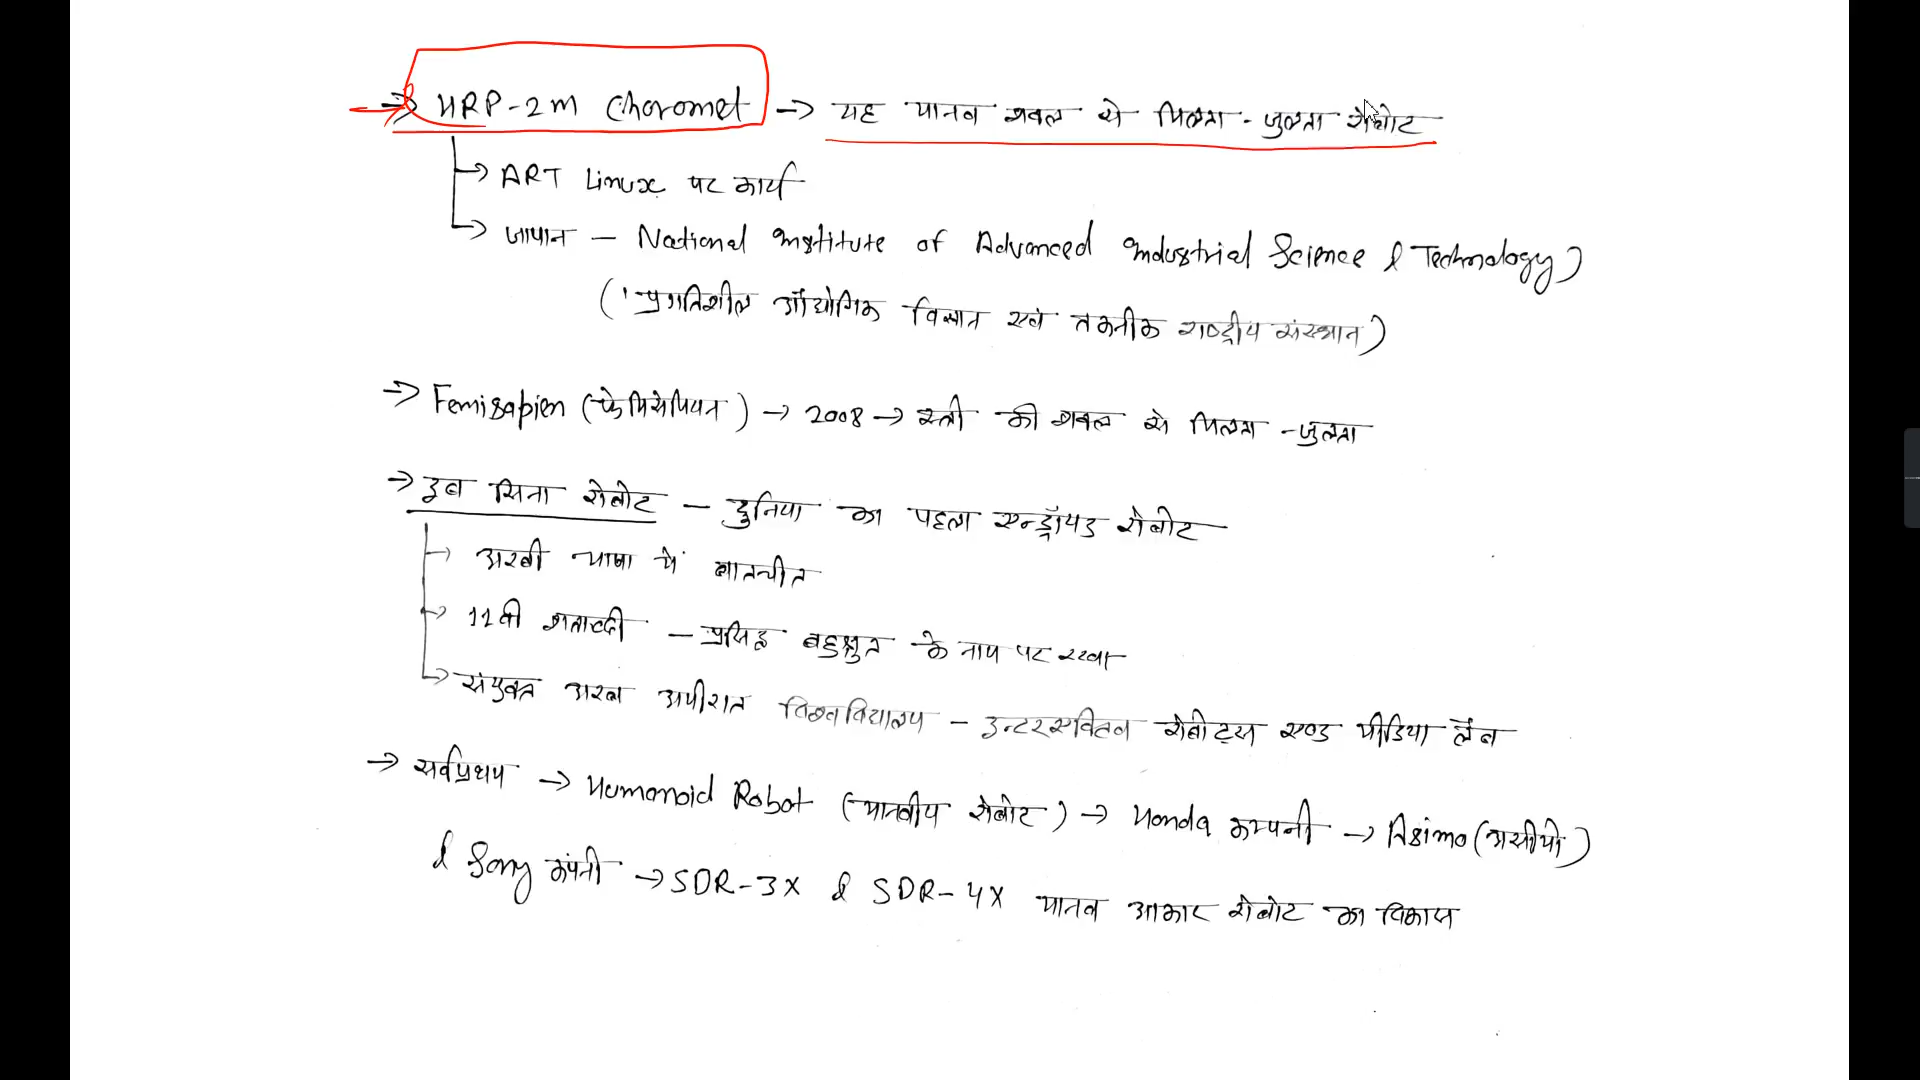 ⇒ HRP-2m Choromet → यह मानव शक्ल से मिलता-जुलता रोबोट
→ ART Linux पर कार्य
→ जापान – National Institute of Advanced Industrial Science & Technology)
('प्रगतिशील औद्योगिक विज्ञान एवं तकनीक राष्ट्रीय संस्थान)
⇒ Femisapien (फेमिसेपियन) → 2008 → स्त्री की शक्ल से मिलता-जुलता
→ इब सिना रोबोट – दुनिया का पहला एन्ड्रॉयड रोबोट
→ अरबी भाषा में बातचीत
→ 11वी शताब्दी – प्रसिद्ध बहुश्रुत के नाम पर रखा
→ संयुक्त अरब अमीरात विश्वविद्यालय – इन्टरएक्टिव रोबोट्स एण्ड मीडिया लैब
→ सर्वप्रथम → Humanoid Robot (मानवीय रोबोट) → Honda कम्पनी → Asimo (असीमो)
& Sony कंपनी → SDR-3X & SDR-4X मानव आकार रोबोट का विकास